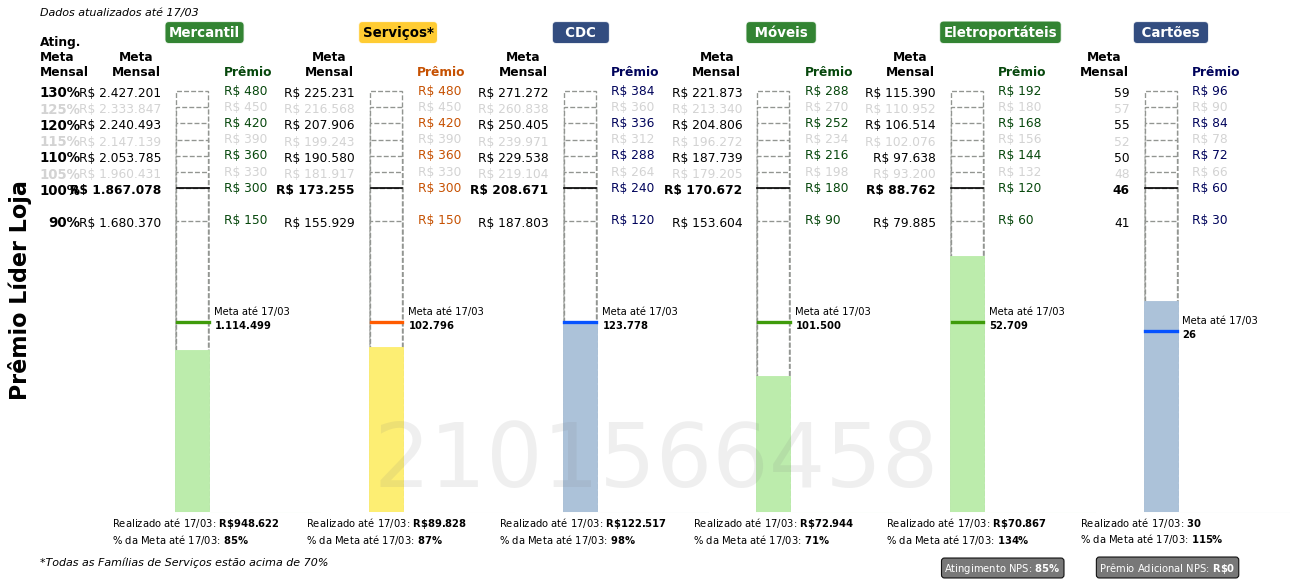 Dados atualizados até 17/03
Mercantil Serviços* CDC Móveis Eletroportáteis Cartões
Ating. Meta Mensal Meta Mensal Prêmio Meta Mensal Prêmio Meta Mensal Prêmio Meta Mensal Prêmio Meta Mensal Prêmio
130% R$ 2.427.201 R$ 480 R$ 225.231 R$ 480 R$ 271.272 R$ 384 R$ 221.873 R$ 288 R$ 115.390 R$ 192 59 R$ 96
125% R$ 2.333.847 R$ 450 R$ 216.568 R$ 450 R$ 260.838 R$ 360 R$ 213.340 R$ 270 R$ 110.952 R$ 180 57 R$ 90
120% R$ 2.240.493 R$ 420 R$ 207.906 R$ 420 R$ 250.405 R$ 336 R$ 204.806 R$ 252 R$ 106.514 R$ 168 55 R$ 84
115% R$ 2.147.139 R$ 390 R$ 199.243 R$ 390 R$ 239.971 R$ 312 R$ 196.272 R$ 234 R$ 102.076 R$ 156 52 R$ 78
110% R$ 2.053.785 R$ 360 R$ 190.580 R$ 360 R$ 229.538 R$ 288 R$ 187.739 R$ 216 R$ 97.638 R$ 144 50 R$ 72
105% R$ 1.960.431 R$ 330 R$ 181.917 R$ 330 R$ 219.104 R$ 264 R$ 179.205 R$ 198 R$ 93.200 R$ 132 48 R$ 66
100% R$ 1.867.078 R$ 300 R$ 173.255 R$ 300 R$ 208.671 R$ 240 R$ 170.672 R$ 180 R$ 88.762 R$ 120 46 R$ 60
90% R$ 1.680.370 R$ 150 R$ 155.929 R$ 150 R$ 187.803 R$ 120 R$ 153.604 R$ 90 R$ 79.885 R$ 60 41 R$ 30
Prêmio Líder Loja
Meta até 17/03 Meta até 17/03 Meta até 17/03 Meta até 17/03 Meta até 17/03 Meta até 17/03
1.114.499 102.796 123.778 101.500 52.709 26
2101566458
Realizado até 17/03: R$948.622 Realizado até 17/03: R$89.828 Realizado até 17/03: R$122.517 Realizado até 17/03: R$72.944 Realizado até 17/03: R$70.867 Realizado até 17/03: 30
% da Meta até 17/03: 85% % da Meta até 17/03: 87% % da Meta até 17/03: 98% % da Meta até 17/03: 71% % da Meta até 17/03: 134% % da Meta até 17/03: 115%
*Todas as Famílias de Serviços estão acima de 70%
Atingimento NPS: 85% Prêmio Adicional NPS: R$0